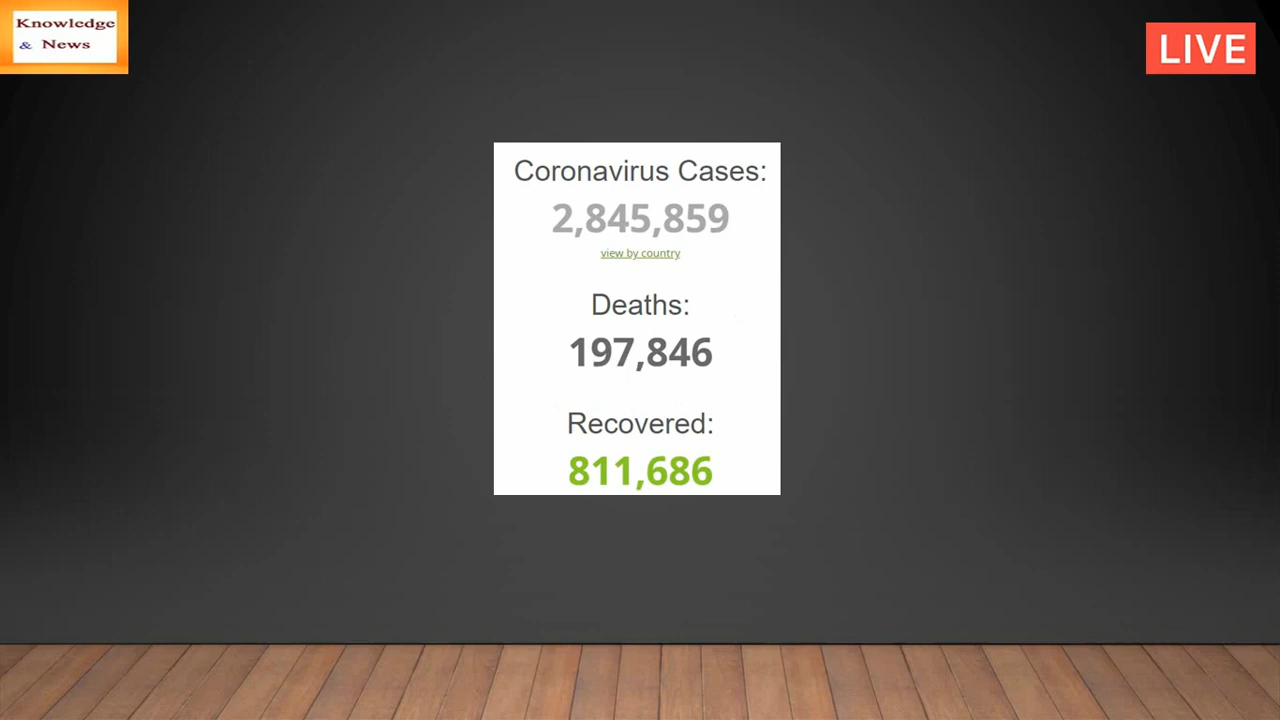 Knowledge
& News
LIVE
Coronavirus Cases:
2,845,859
view by country
Deaths:
197,846
Recovered:
811,686